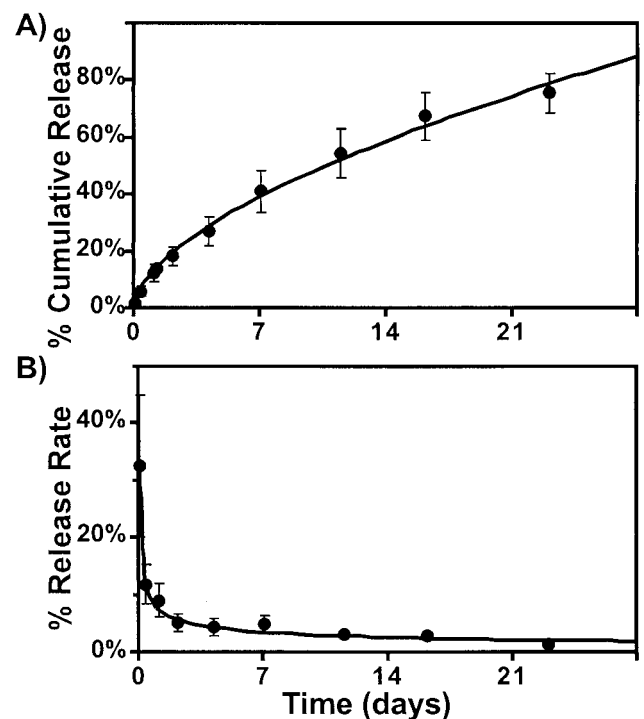 A)
% Cumulative Release
80%
60%
40%
20%
0%
0 7 14 21
B)
% Release Rate
40%
20%
0%
0 7 14 21
Time (days)